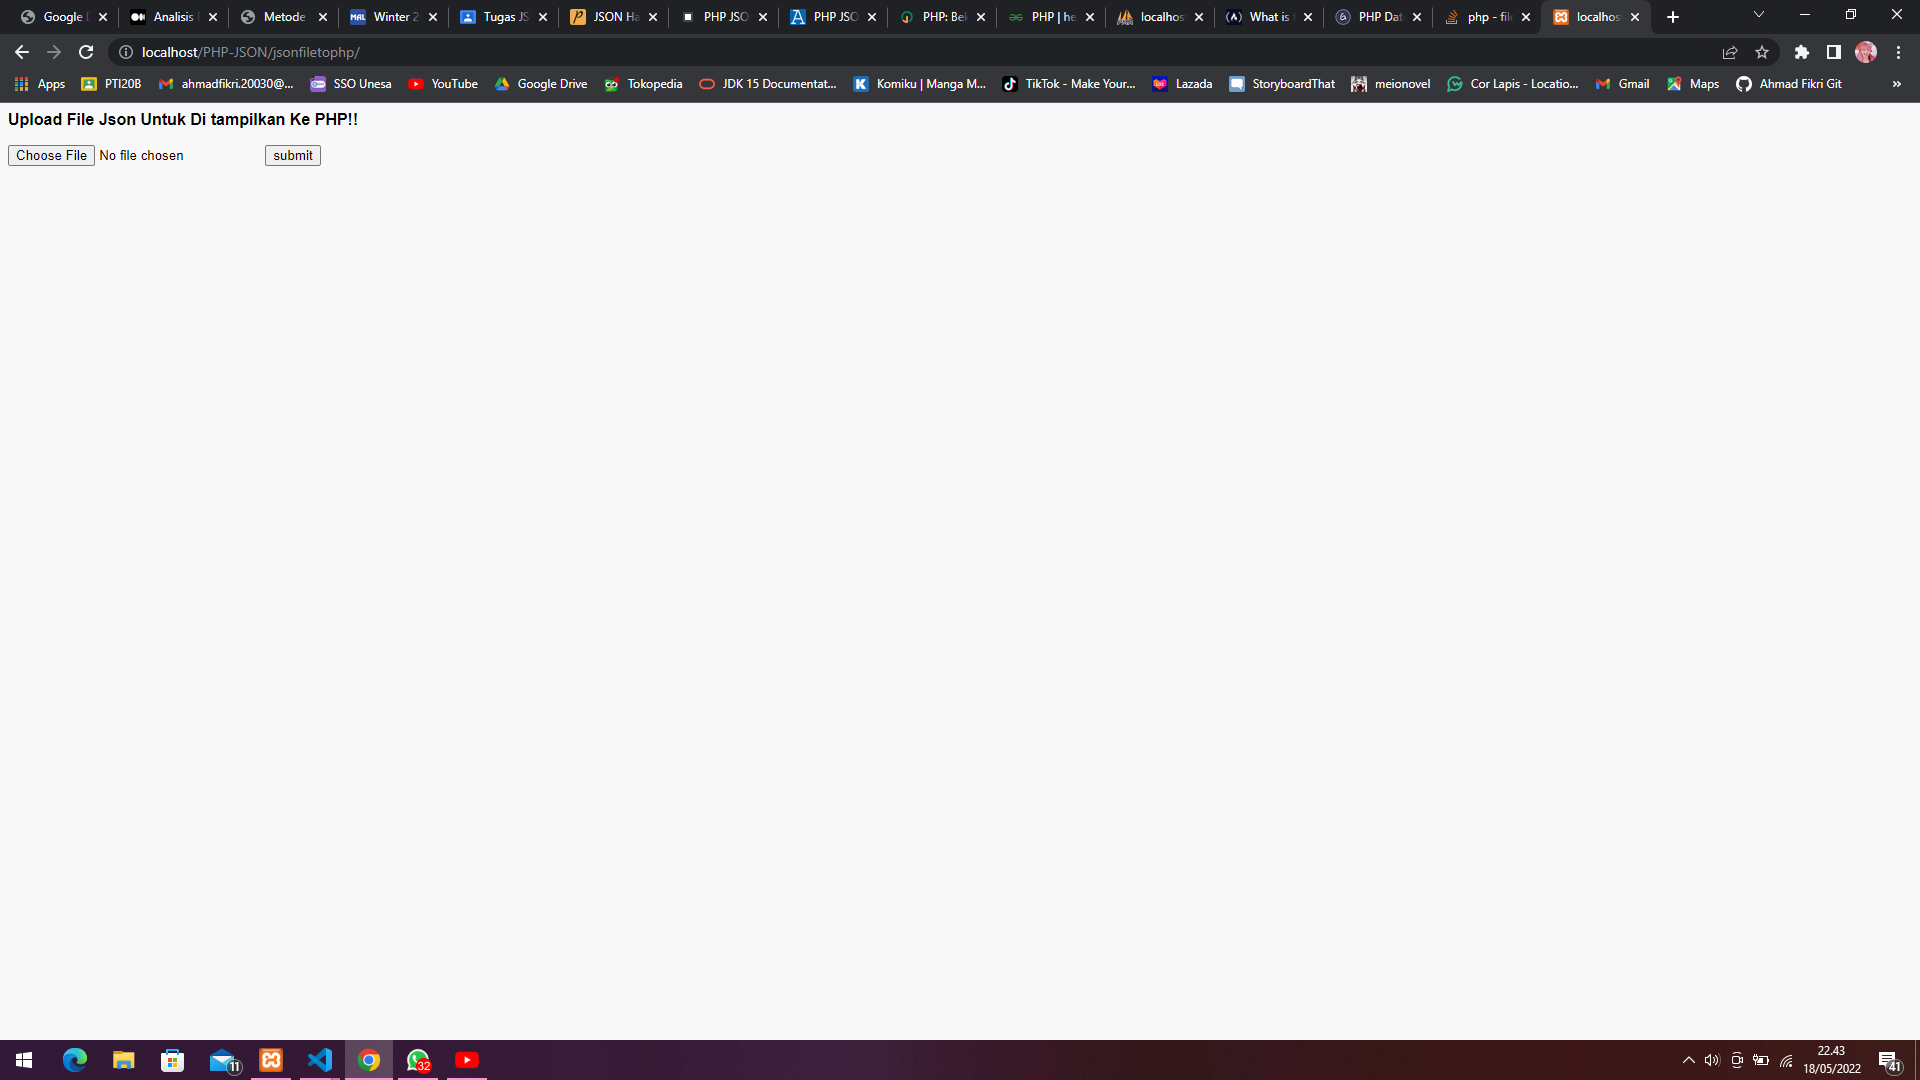 Google D
Analisis F
Metode
Winter 2
Tugas JS
JSON Ha
PHP JSO
PHP JSO
PHP: Bel
PHP | he
localhos
What is
PHP Dat
php - file
localhos
localhost/PHP-JSON/jsonfiletophp/
Apps
PTI20B
ahmadfikri.20030@...
SSO Unesa
YouTube
Google Drive
Tokopedia
JDK 15 Documentat...
Komiku | Manga M...
TikTok - Make Your...
Lazada
StoryboardThat
meionovel
Cor Lapis - Locatio...
Gmail
Maps
Ahmad Fikri Git
»
Upload File Json Untuk Di tampilkan Ke PHP!!
Choose File No file chosen submit
11
32
22.43
18/05/2022
41